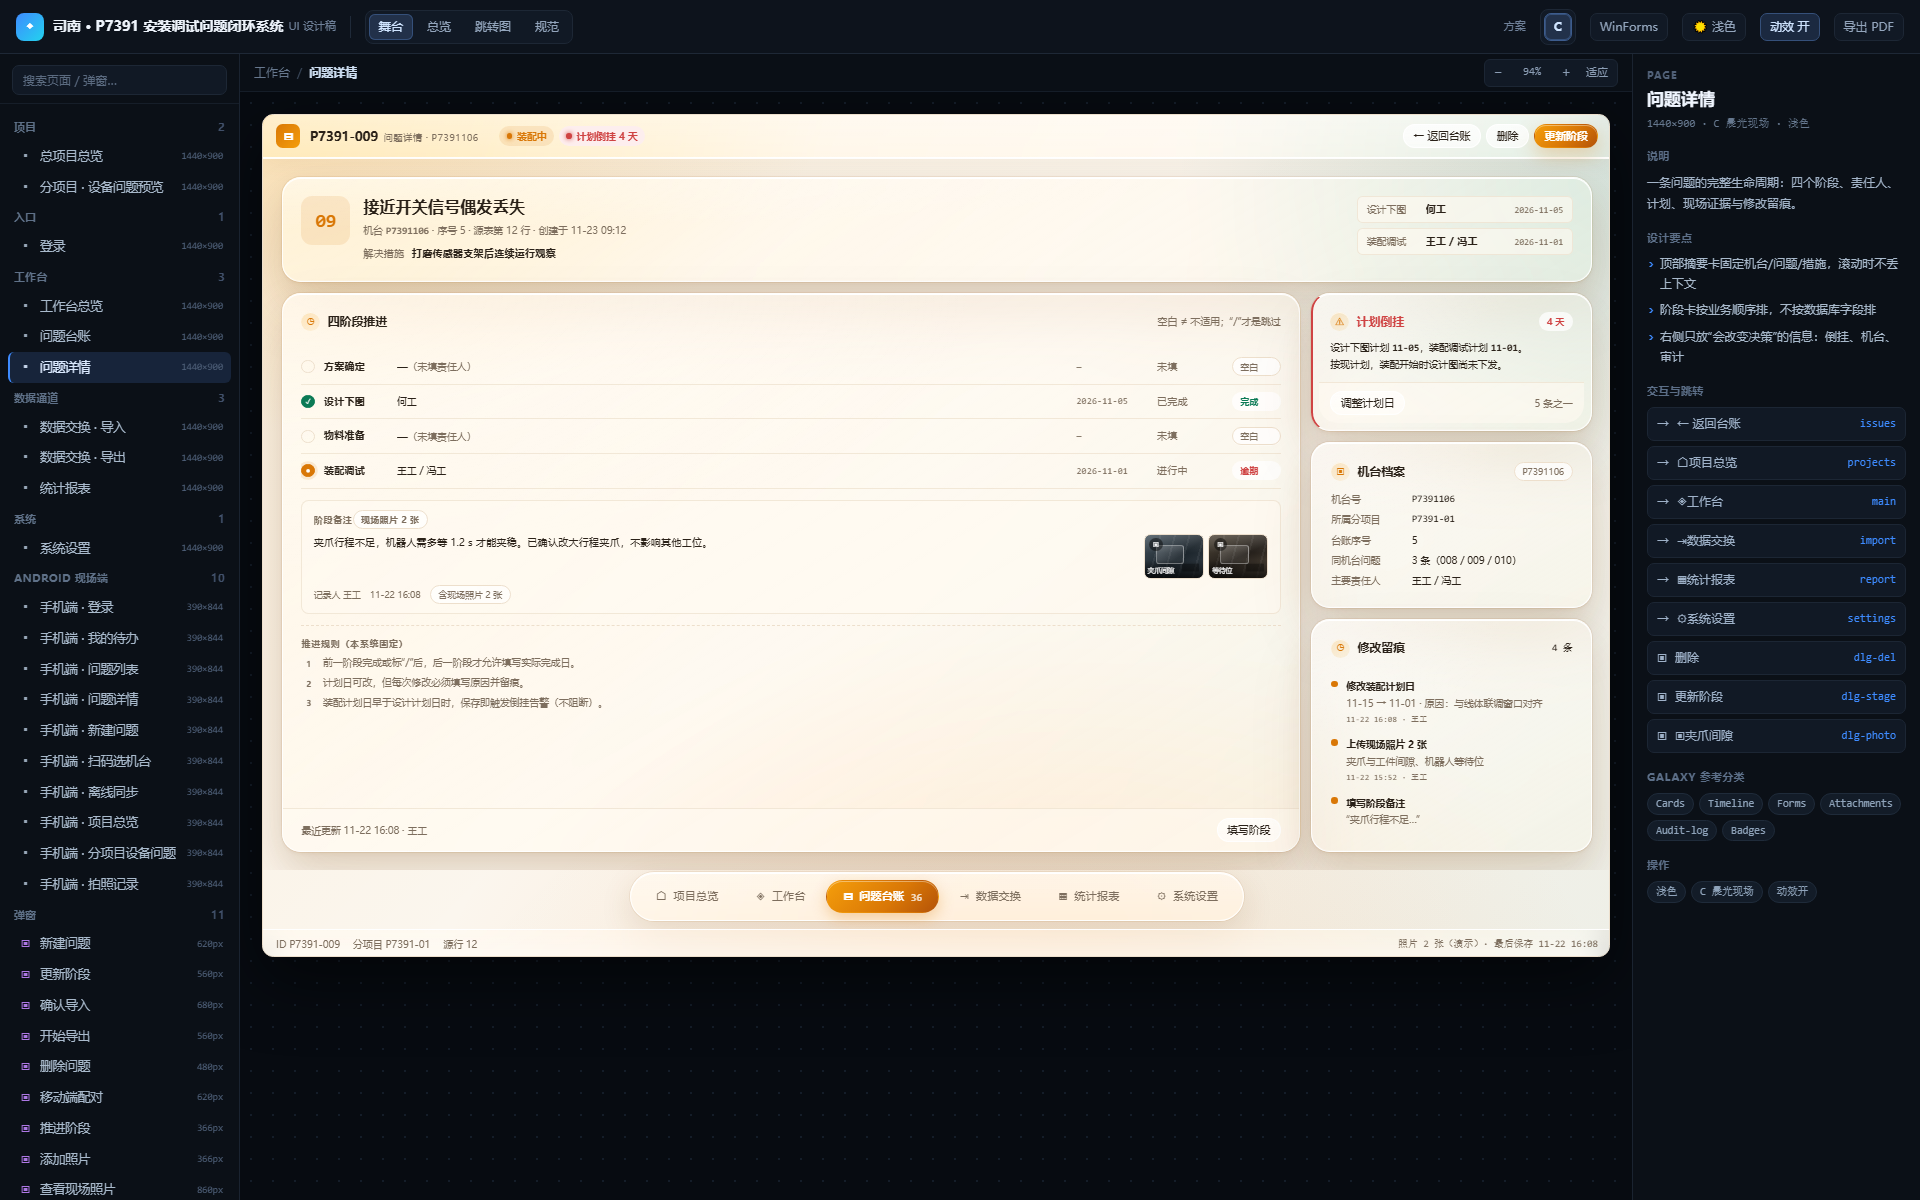 司南 • P7391 安装调试问题闭环系统 UI 设计稿
舞台 总览 跳转图 规范
方案 C WinForms 浅色 动效 开 导出 PDF
搜索页面 / 弹窗...
项目 2
总项目总览 1440×900
分项目 · 设备问题预览 1440×900
入口 1
登录 1440×900
工作台 3
工作台总览 1440×900
问题台账 1440×900
问题详情 1440×900
数据通道 3
数据交换 · 导入 1440×900
数据交换 · 导出 1440×900
统计报表 1440×900
系统 1
系统设置 1440×900
ANDROID 现场端 10
手机端 · 登录 390×844
手机端 · 我的待办 390×844
手机端 · 问题列表 390×844
手机端 · 问题详情 390×844
手机端 · 新建问题 390×844
手机端 · 扫码选机台 390×844
手机端 · 离线同步 390×844
手机端 · 项目总览 390×844
手机端 · 分项目设备问题 390×844
手机端 · 拍照记录 390×844
弹窗 11
新建问题 620px
更新阶段 560px
确认导入 680px
开始导出 560px
删除问题 480px
移动端配对 620px
推进阶段 366px
添加照片 366px
查看现场照片 860px
工作台 / 问题详情
− 94% + 适应
P7391-009 问题详情 · P7391106 装配中 计划倒挂 4 天
← 返回台账 删除 更新阶段
09
接近开关信号偶发丢失
机台 P7391106 · 序号 5 · 源表第 12 行 · 创建于 11-23 09:12
解决措施 打磨传感器支架后连续运行观察
设计下图 何工 2026-11-05
装配调试 王工 / 冯工 2026-11-01
四阶段推进 空白 ≠ 不适用；“/”才是跳过
方案确定 —（未填责任人） – 未填 空白
设计下图 何工 2026-11-05 已完成 完成
物料准备 —（未填责任人） – 未填 空白
装配调试 王工 / 冯工 2026-11-01 进行中 逾期
阶段备注 现场照片 2 张
夹爪行程不足，机器人需多等 1.2 s 才能夹稳。已确认改大行程夹爪，不影响其他工位。
夹爪间隙 等待位
记录人 王工 11-22 16:08 含现场照片 2 张
推进规则（本系统固定）
1 前一阶段完成或标“/”后，后一阶段才允许填写实际完成日。
2 计划日可改，但每次修改必须填写原因并留痕。
3 装配计划日早于设计计划日时，保存即触发倒挂告警（不阻断）。
最近更新 11-22 16:08 · 王工 填写阶段
计划倒挂 4 天
设计下图计划 11-05，装配调试计划 11-01。
按现计划，装配开始时设计图尚未下发。
调整计划日 5 条之一
机台档案 P7391106
机台号 P7391106
所属分项目 P7391-01
台账序号 5
同机台问题 3 条（008 / 009 / 010）
主要责任人 王工 / 冯工
修改留痕 4 条
修改装配计划日
11-15 → 11-01 · 原因：与线体联调窗口对齐
11-22 16:08 · 王工
上传现场照片 2 张
夹爪与工件间隙、机器人等待位
11-22 15:52 · 王工
填写阶段备注
“夹爪行程不足…”
项目总览 工作台 问题台账 36 数据交换 统计报表 系统设置
ID P7391-009 分项目 P7391-01 源行 12
照片 2 张（演示）· 最后保存 11-22 16:08
PAGE
问题详情
1440×900 · C 晨光现场 · 浅色
说明
一条问题的完整生命周期：四个阶段、责任人、
计划、现场证据与修改留痕。
设计要点
› 顶部摘要卡固定机台/问题/措施，滚动时不丢
上下文
› 阶段卡按业务顺序排，不按数据库字段排
› 右侧只放“会改变决策”的信息：倒挂、机台、
审计
交互与跳转
→ ← 返回台账 issues
→ 项目总览 projects
→ ◈工作台 main
→ ⇥数据交换 import
→ ▦统计报表 report
→ ⚙系统设置 settings
▣ 删除 dlg-del
▣ 更新阶段 dlg-stage
▣ ▣夹爪间隙 dlg-photo
GALAXY 参考分类
Cards Timeline Forms Attachments
Audit-log Badges
操作
浅色 C 晨光现场 动效开